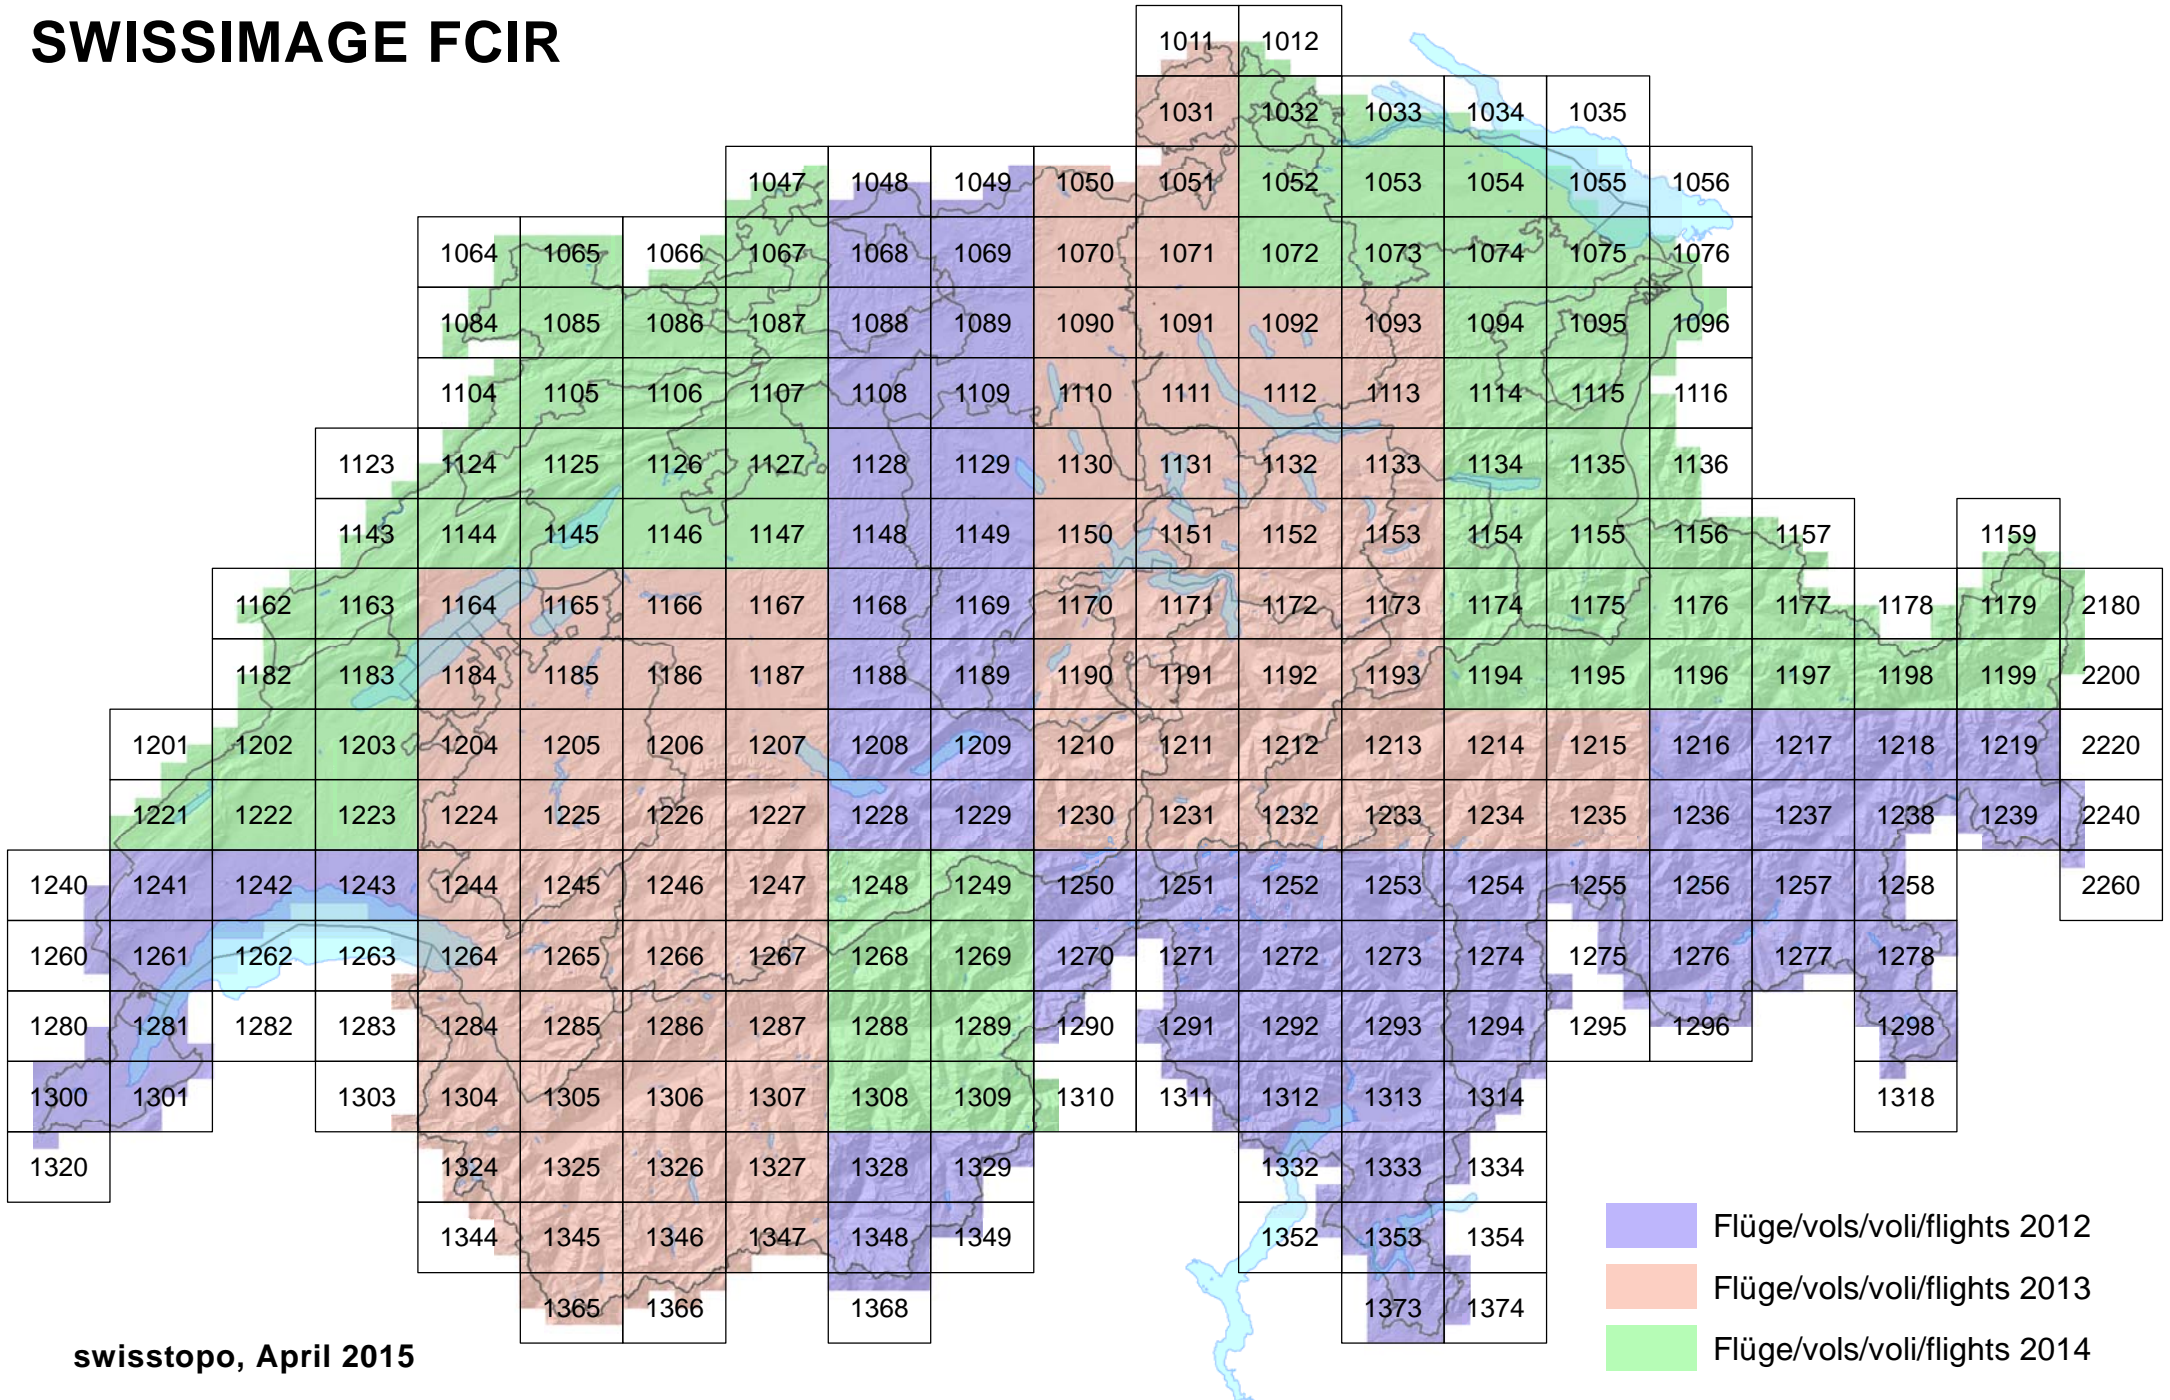 SWISSIMAGE FCIR
1011 1012
1031 1032 1033 1034 1035
1047 1048 1049 1050 1051 1052 1053 1054 1055 1056
1064 1065 1066 1067 1068 1069 1070 1071 1072 1073 1074 1075 1076
1084 1085 1086 1087 1088 1089 1090 1091 1092 1093 1094 1095 1096
1104 1105 1106 1107 1108 1109 1110 1111 1112 1113 1114 1115 1116
1123 1124 1125 1126 1127 1128 1129 1130 1131 1132 1133 1134 1135 1136
1143 1144 1145 1146 1147 1148 1149 1150 1151 1152 1153 1154 1155 1156 1157 1159
1162 1163 1164 1165 1166 1167 1168 1169 1170 1171 1172 1173 1174 1175 1176 1177 1178 1179 2180
1182 1183 1184 1185 1186 1187 1188 1189 1190 1191 1192 1193 1194 1195 1196 1197 1198 1199 2200
1201 1202 1203 1204 1205 1206 1207 1208 1209 1210 1211 1212 1213 1214 1215 1216 1217 1218 1219 2220
1221 1222 1223 1224 1225 1226 1227 1228 1229 1230 1231 1232 1233 1234 1235 1236 1237 1238 1239 2240
1240 1241 1242 1243 1244 1245 1246 1247 1248 1249 1250 1251 1252 1253 1254 1255 1256 1257 1258 2260
1260 1261 1262 1263 1264 1265 1266 1267 1268 1269 1270 1271 1272 1273 1274 1275 1276 1277 1278
1280 1281 1282 1283 1284 1285 1286 1287 1288 1289 1290 1291 1292 1293 1294 1295 1296 1298
1300 1301 1303 1304 1305 1306 1307 1308 1309 1310 1311 1312 1313 1314 1318
1320 1324 1325 1326 1327 1328 1329 1332 1333 1334
1344 1345 1346 1347 1348 1349 1352 1353 1354
1365 1366 1368 1373 1374
Flüge/vols/voli/flights 2012
Flüge/vols/voli/flights 2013
Flüge/vols/voli/flights 2014
swisstopo, April 2015